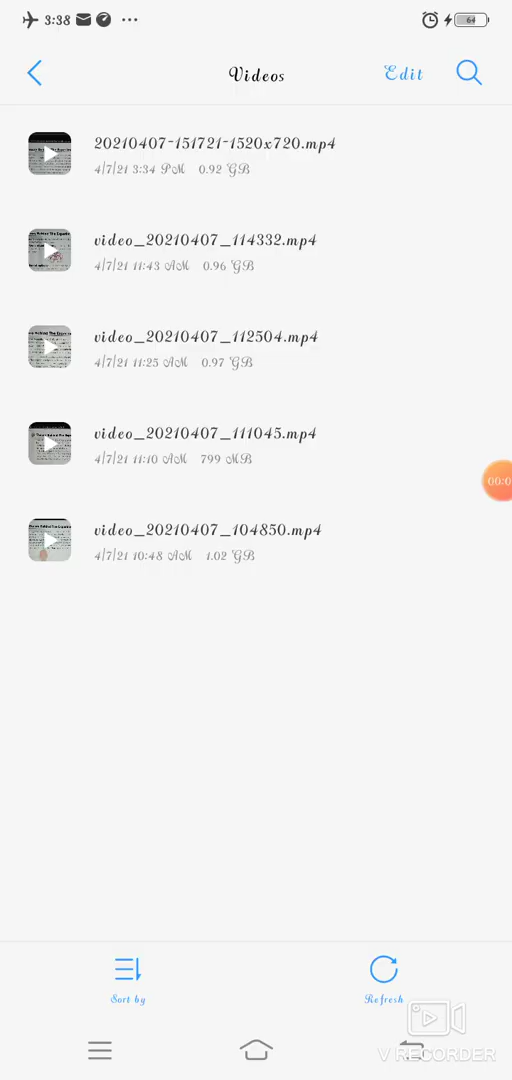 3:38 ... 64
Videos Edit
20210407-151721-1520x720.mp4
4/7/21 3:34 PM 0.92 GB
video_20210407_114332.mp4
4/7/21 11:43 AM 0.96 GB
video_20210407_112504.mp4
4/7/21 11:25 AM 0.97 GB
video_20210407_111045.mp4
4/7/21 11:10 AM 799 MB
00:0
video_20210407_104850.mp4
4/7/21 10:48 AM 1.02 GB
Sort by Refresh
V RECORDER